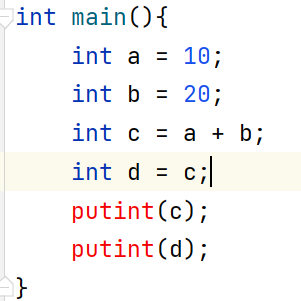 int main(){
    int a = 10;
    int b = 20;
    int c = a + b;
    int d = c;
    putint(c);
    putint(d);
}